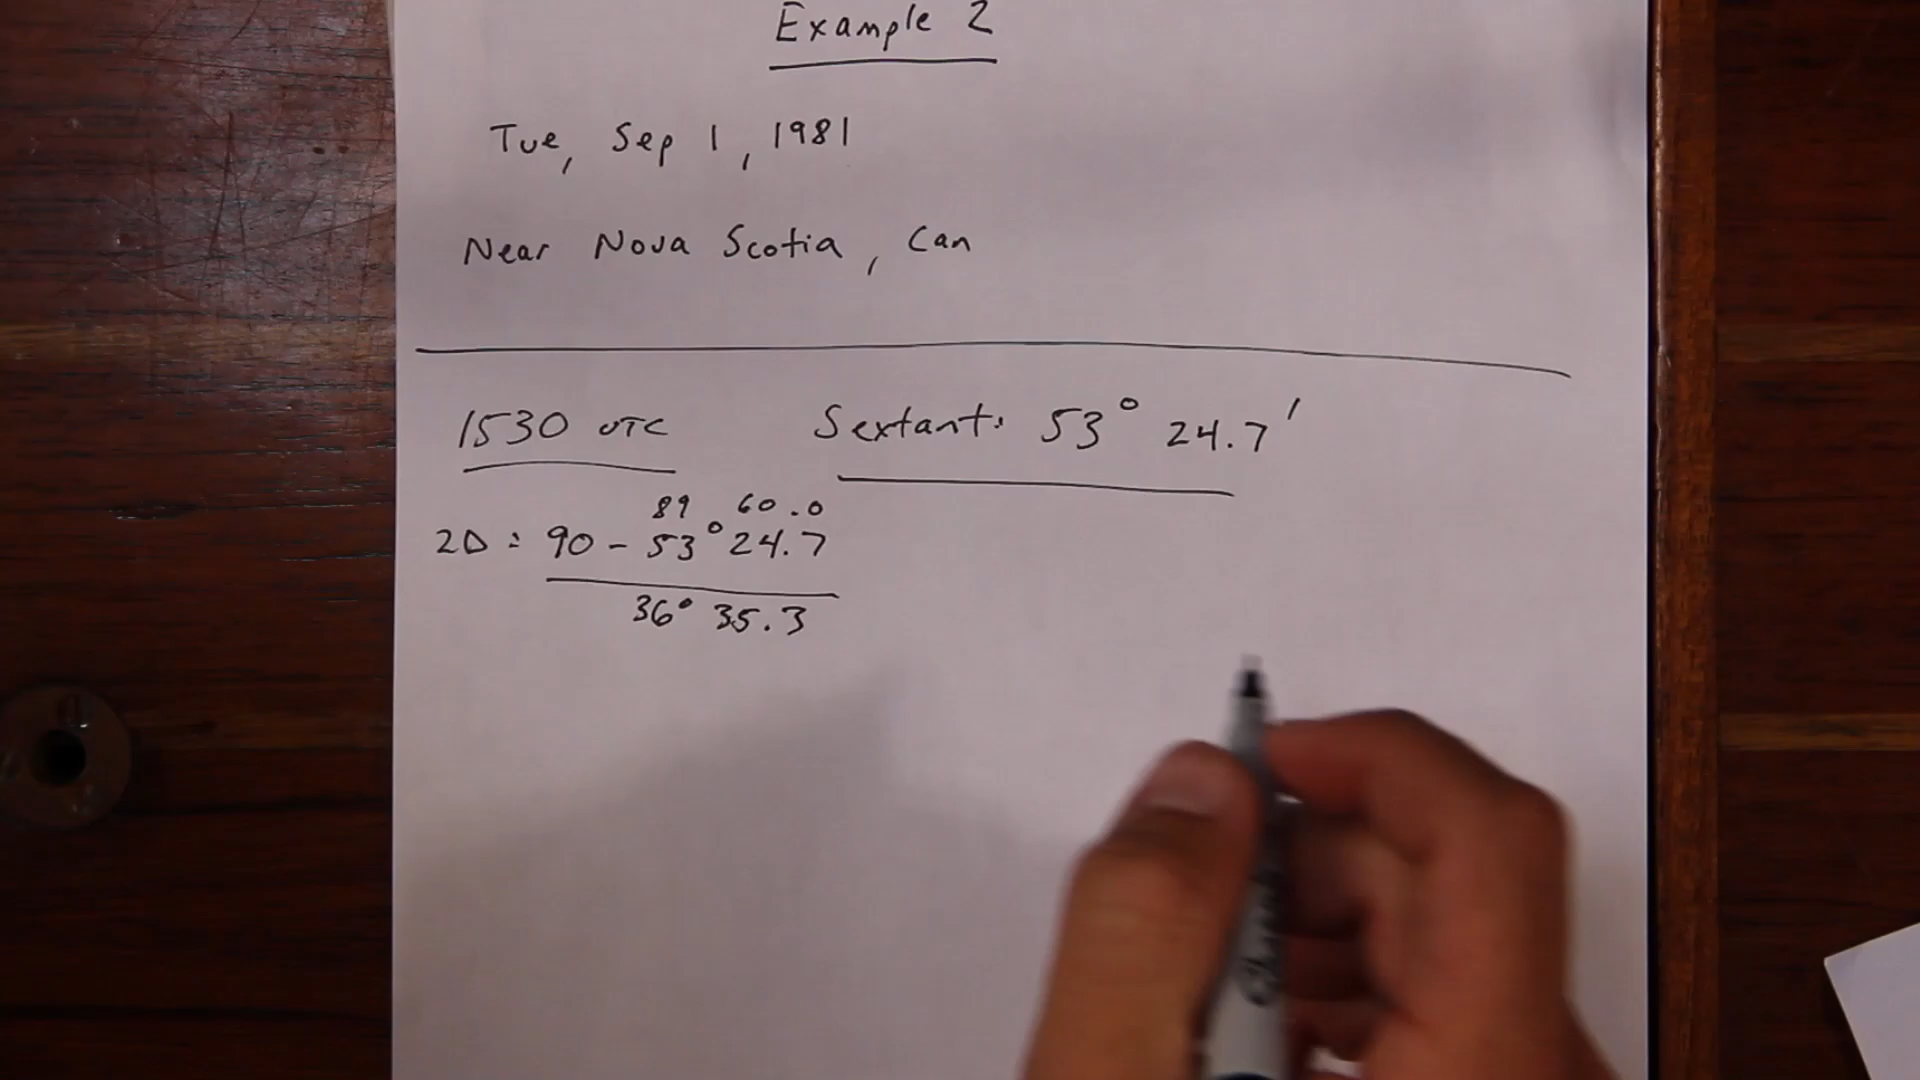 Example 2
Tue, Sep 1, 1981
Near Nova Scotia, Can
1530 UTC
Sextant: 53° 24.7'
89 60.0
ZD: 90 - 53° 24.7
36° 35.3